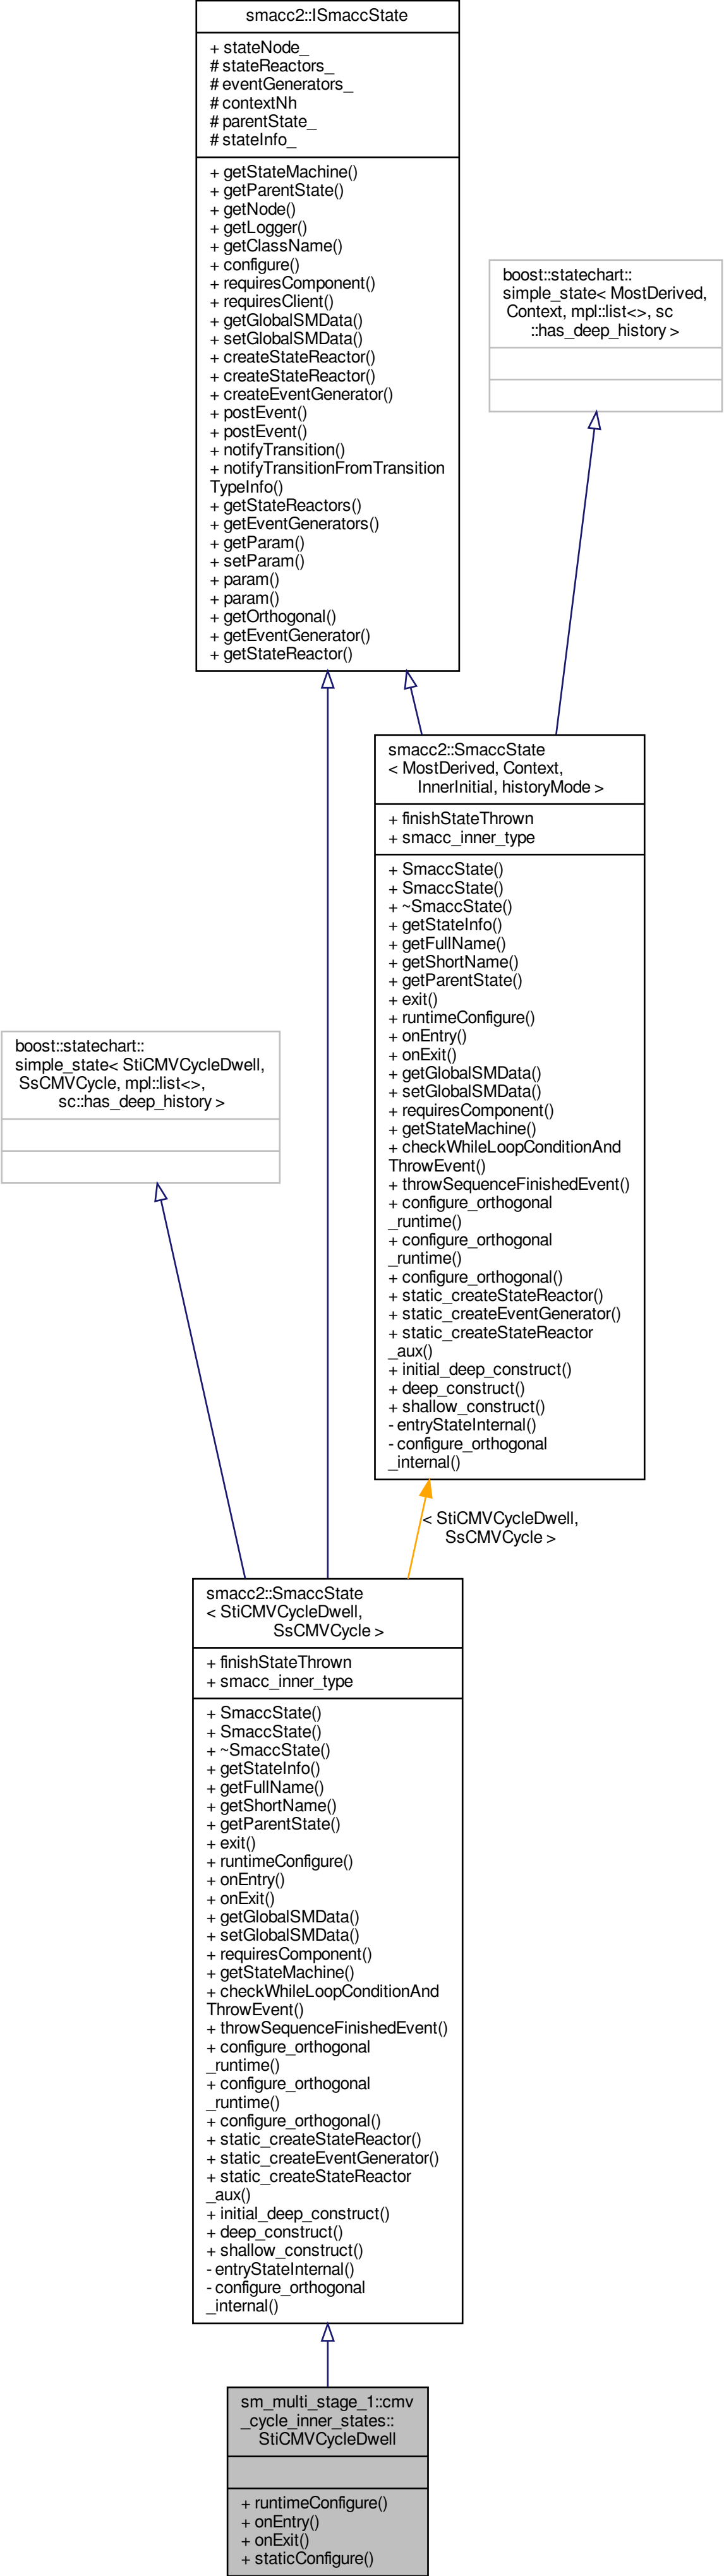 smacc2::ISmaccState
+ stateNode_
# stateReactors_
# eventGenerators_
# contextNh
# parentState_
# stateInfo_
+ getStateMachine()
+ getParentState()
+ getNode()
+ getLogger()
+ getClassName()
+ configure()
+ requiresComponent()
+ requiresClient()
+ getGlobalSMData()
+ setGlobalSMData()
+ createStateReactor()
+ createStateReactor()
+ createEventGenerator()
+ postEvent()
+ postEvent()
+ notifyTransition()
+ notifyTransitionFromTransition
TypeInfo()
+ getStateReactors()
+ getEventGenerators()
+ getParam()
+ setParam()
+ param()
+ param()
+ getOrthogonal()
+ getEventGenerator()
+ getStateReactor()
boost::statechart::
simple_state< MostDerived,
Context, mpl::list<>, sc
::has_deep_history >
smacc2::SmaccState
< MostDerived, Context,
InnerInitial, historyMode >
+ finishStateThrown
+ smacc_inner_type
+ SmaccState()
+ SmaccState()
+ ~SmaccState()
+ getStateInfo()
+ getFullName()
+ getShortName()
+ getParentState()
+ exit()
+ runtimeConfigure()
+ onEntry()
+ onExit()
+ getGlobalSMData()
+ setGlobalSMData()
+ requiresComponent()
+ getStateMachine()
+ checkWhileLoopConditionAnd
ThrowEvent()
+ throwSequenceFinishedEvent()
+ configure_orthogonal
_runtime()
+ configure_orthogonal
_runtime()
+ configure_orthogonal()
+ static_createStateReactor()
+ static_createEventGenerator()
+ static_createStateReactor
_aux()
+ initial_deep_construct()
+ deep_construct()
+ shallow_construct()
- entryStateInternal()
- configure_orthogonal
_internal()
boost::statechart::
simple_state< StiCMVCycleDwell,
SsCMVCycle, mpl::list<>,
sc::has_deep_history >
< StiCMVCycleDwell,
SsCMVCycle >
smacc2::SmaccState
< StiCMVCycleDwell,
SsCMVCycle >
+ finishStateThrown
+ smacc_inner_type
+ SmaccState()
+ SmaccState()
+ ~SmaccState()
+ getStateInfo()
+ getFullName()
+ getShortName()
+ getParentState()
+ exit()
+ runtimeConfigure()
+ onEntry()
+ onExit()
+ getGlobalSMData()
+ setGlobalSMData()
+ requiresComponent()
+ getStateMachine()
+ checkWhileLoopConditionAnd
ThrowEvent()
+ throwSequenceFinishedEvent()
+ configure_orthogonal
_runtime()
+ configure_orthogonal
_runtime()
+ configure_orthogonal()
+ static_createStateReactor()
+ static_createEventGenerator()
+ static_createStateReactor
_aux()
+ initial_deep_construct()
+ deep_construct()
+ shallow_construct()
- entryStateInternal()
- configure_orthogonal
_internal()
sm_multi_stage_1::cmv
_cycle_inner_states::
StiCMVCycleDwell
+ runtimeConfigure()
+ onEntry()
+ onExit()
+ staticConfigure()